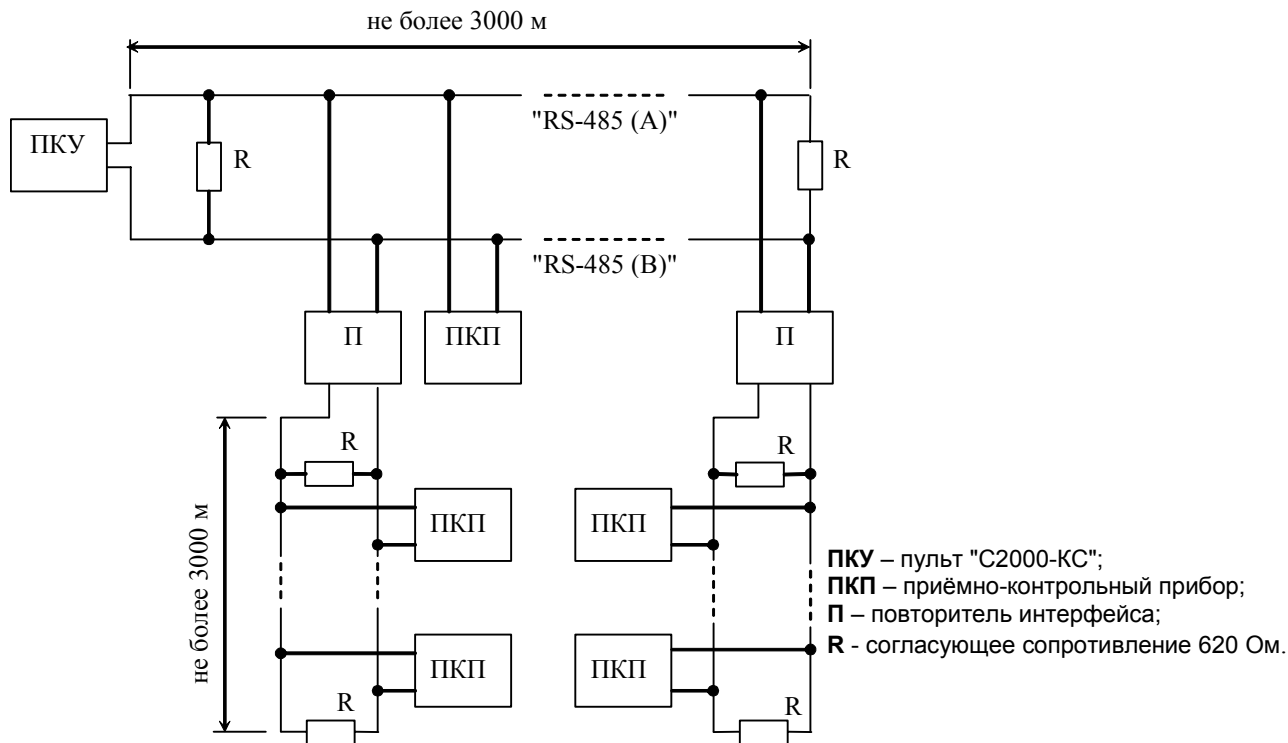 не более 3000 м
"RS-485 (A)"
ПКУ
R
R
"RS-485 (B)"
П
ПКП
П
не более 3000 м
R
R
ПКП
ПКП
ПКУ – пульт "С2000-КС";
ПКП – приёмно-контрольный прибор;
П – повторитель интерфейса;
R - согласующее сопротивление 620 Ом.
ПКП
ПКП
R
R